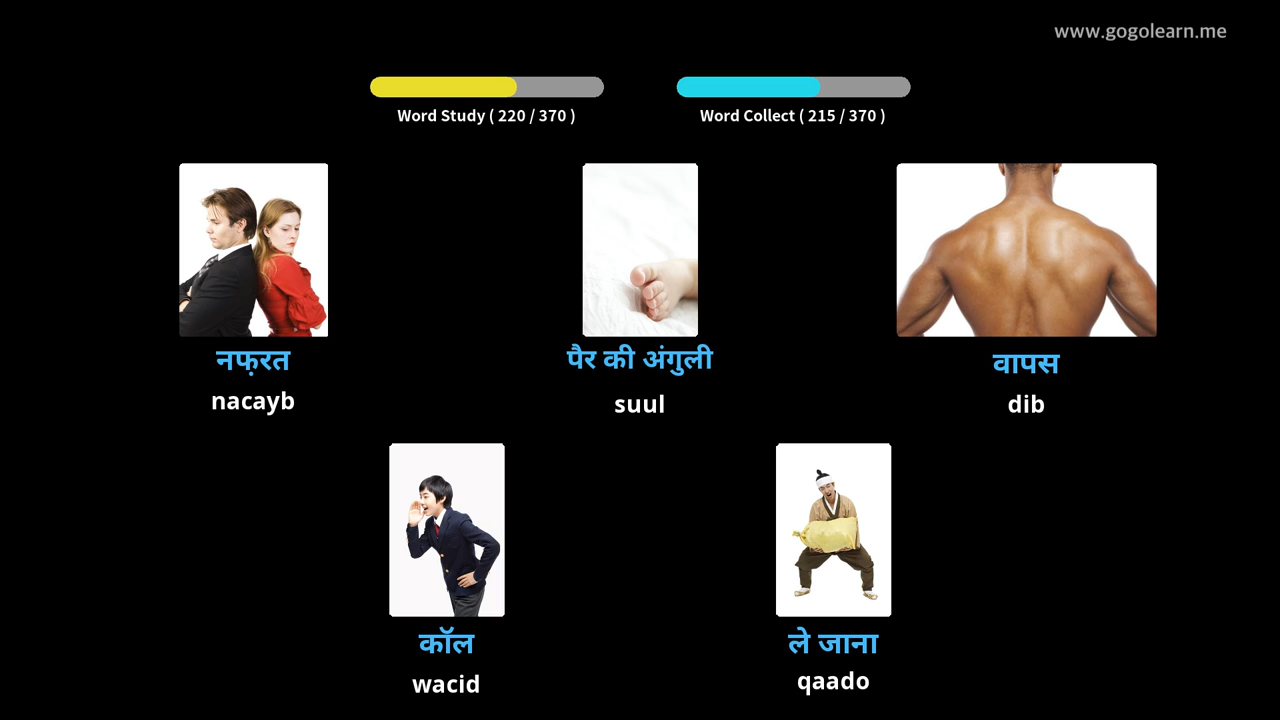 www.gogolearn.me
Word Study ( 220 / 370 )
Word Collect ( 215 / 370 )
नफ़रत
nacayb
पैर की अंगुली
suul
वापस
dib
कॉल
wacid
ले जाना
qaado